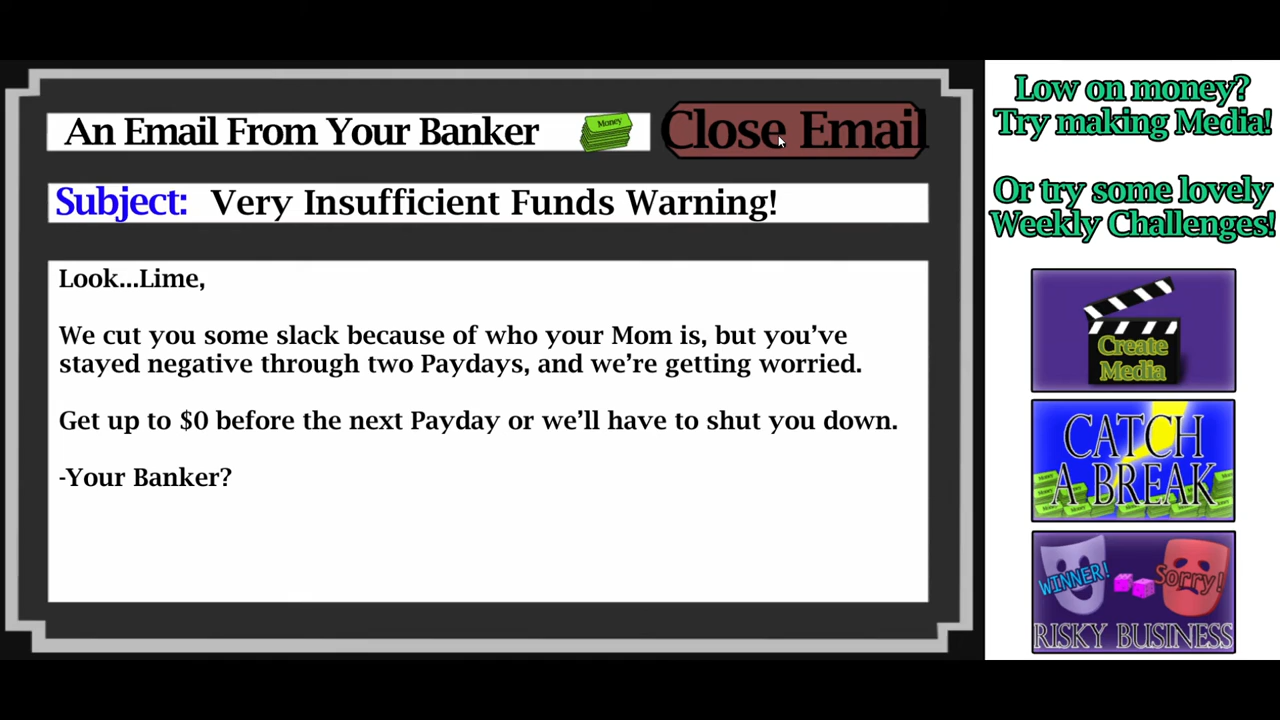 An Email From Your Banker
Money
Close Email
Subject: Very Insufficient Funds Warning!
Look...Lime,
We cut you some slack because of who your Mom is, but you've
stayed negative through two Paydays, and we're getting worried.
Get up to $0 before the next Payday or we'll have to shut you down.
-Your Banker?
Low on money?
Try making Media!
Or try some lovely
Weekly Challenges!
Create
Media
CATCH
A BREAK
WINNER!
Sorry!
RISKY BUSINESS